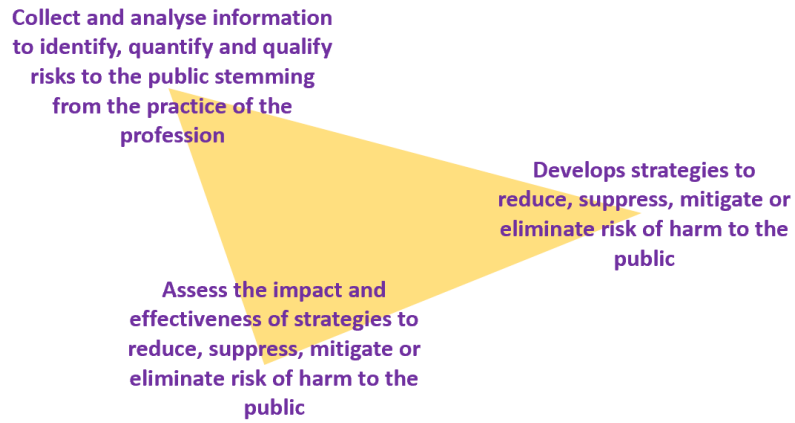 Collect and analyse information
to identify, quantify and qualify
risks to the public stemming
from the practice of the
profession
Develops strategies to
reduce, suppress, mitigate or
eliminate risk of harm to the
public
Assess the impact and
effectiveness of strategies to
reduce, suppress, mitigate or
eliminate risk of harm to the
public